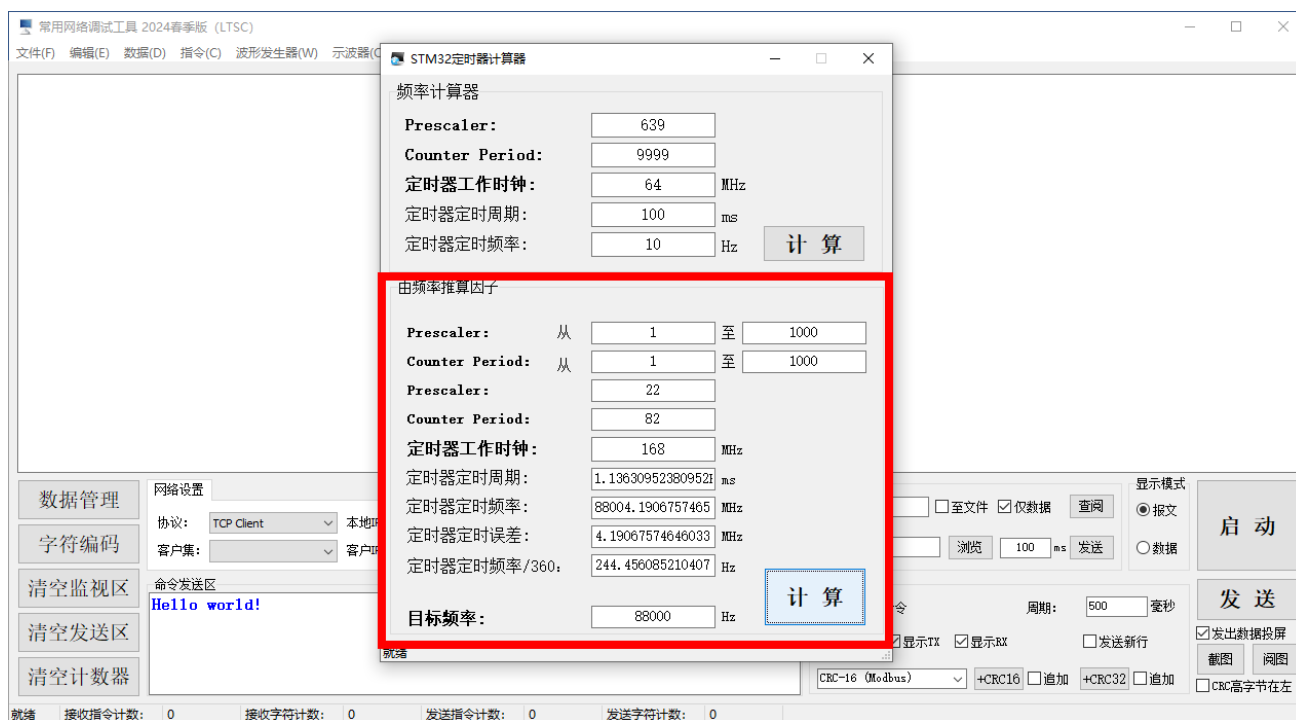 常用网络调试工具 2024春季版 (LTSC)
文件(F) 编辑(E) 数据(D) 指令(C) 波形发生器(W) 示波器(
STM32定时器计算器
频率计算器
Prescaler: 639
Counter Period: 9999
定时器工作时钟: 64 MHz
定时器定时周期: 100 ms
定时器定时频率: 10 Hz
计 算
由频率推算因子
Prescaler: 从 1 至 1000
Counter Period: 从 1 至 1000
Prescaler: 22
Counter Period: 82
定时器工作时钟: 168 MHz
定时器定时周期: 1.13630952380952 ms
定时器定时频率: 88004.1906757465 MHz
定时器定时误差: 4.19067574646033 MHz
定时器定时频率/360: 244.456085210407 Hz
计 算
目标频率: 88000 Hz
就绪
数据管理
字符编码
清空监视区
清空发送区
清空计数器
网络设置
协议: TCP Client 本地
客户集: 客户
命令发送区
Hello world!
至文件 仅数据 查阅
浏览 100 ms 发送
显示模式
报文
数据
启 动
令 周期: 500 毫秒
显示TX 显示RX 发送新行
CRC-16 (Modbus) +CRC16 追加 +CRC32 追加
发 送
发出数据投屏
截图 阅图
CRC高字节在左
就绪 接收指令计数: 0 接收字符计数: 0 发送指令计数: 0 发送字符计数: 0